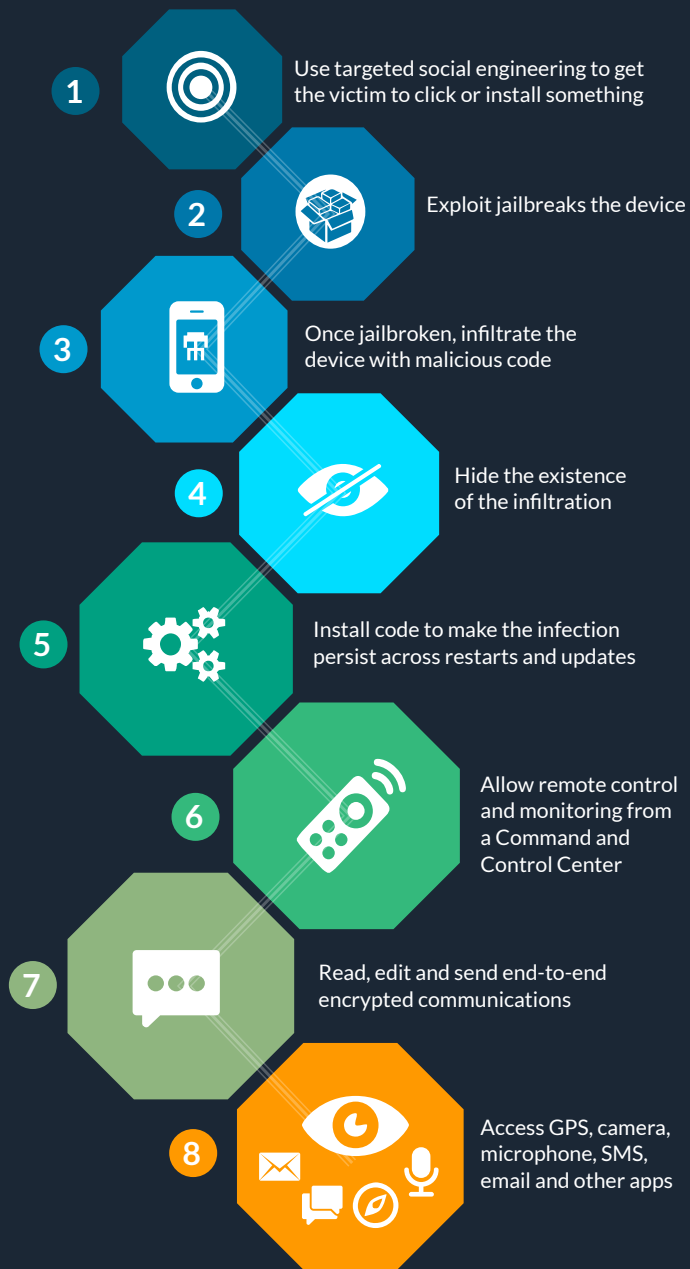 1
Use targeted social engineering to get
the victim to click or install something
2
Exploit jailbreaks the device
3
Once jailbroken, infiltrate the
device with malicious code
4
Hide the existence
of the infiltration
5
Install code to make the infection
persist across restarts and updates
6
Allow remote control
and monitoring from
a Command and
Control Center
7
Read, edit and send end-to-end
encrypted communications
8
Access GPS, camera,
microphone, SMS,
email and other apps